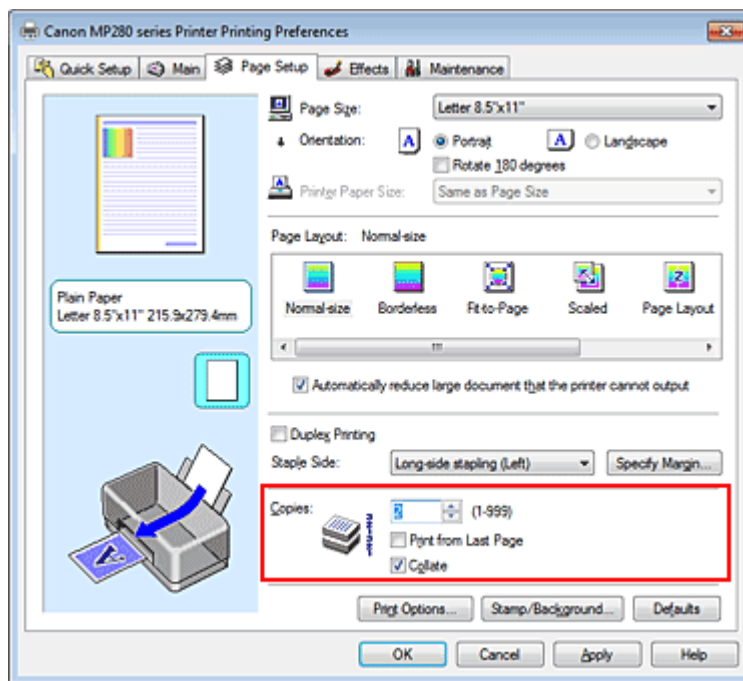 Canon MP280 series Printer Printing Preferences
Quick Setup Main Page Setup Effects Maintenance
Page Size: Letter 8.5"x11"
Orientation: A Portrait A Landscape
Rotate 180 degrees
Printer Paper Size: Same as Page Size
Page Layout: Normal-size
Normal-size Borderless Fit-to-Page Scaled Page Layout
Plain Paper
Letter 8.5"x11" 215.9x279.4mm
Automatically reduce large document that the printer cannot output
Duplex Printing
Staple Side: Long-side stapling (Left) Specify Margin...
Copies: 2 (1-999)
Print from Last Page
Collate
Print Options... Stamp/Background... Defaults
OK Cancel Apply Help